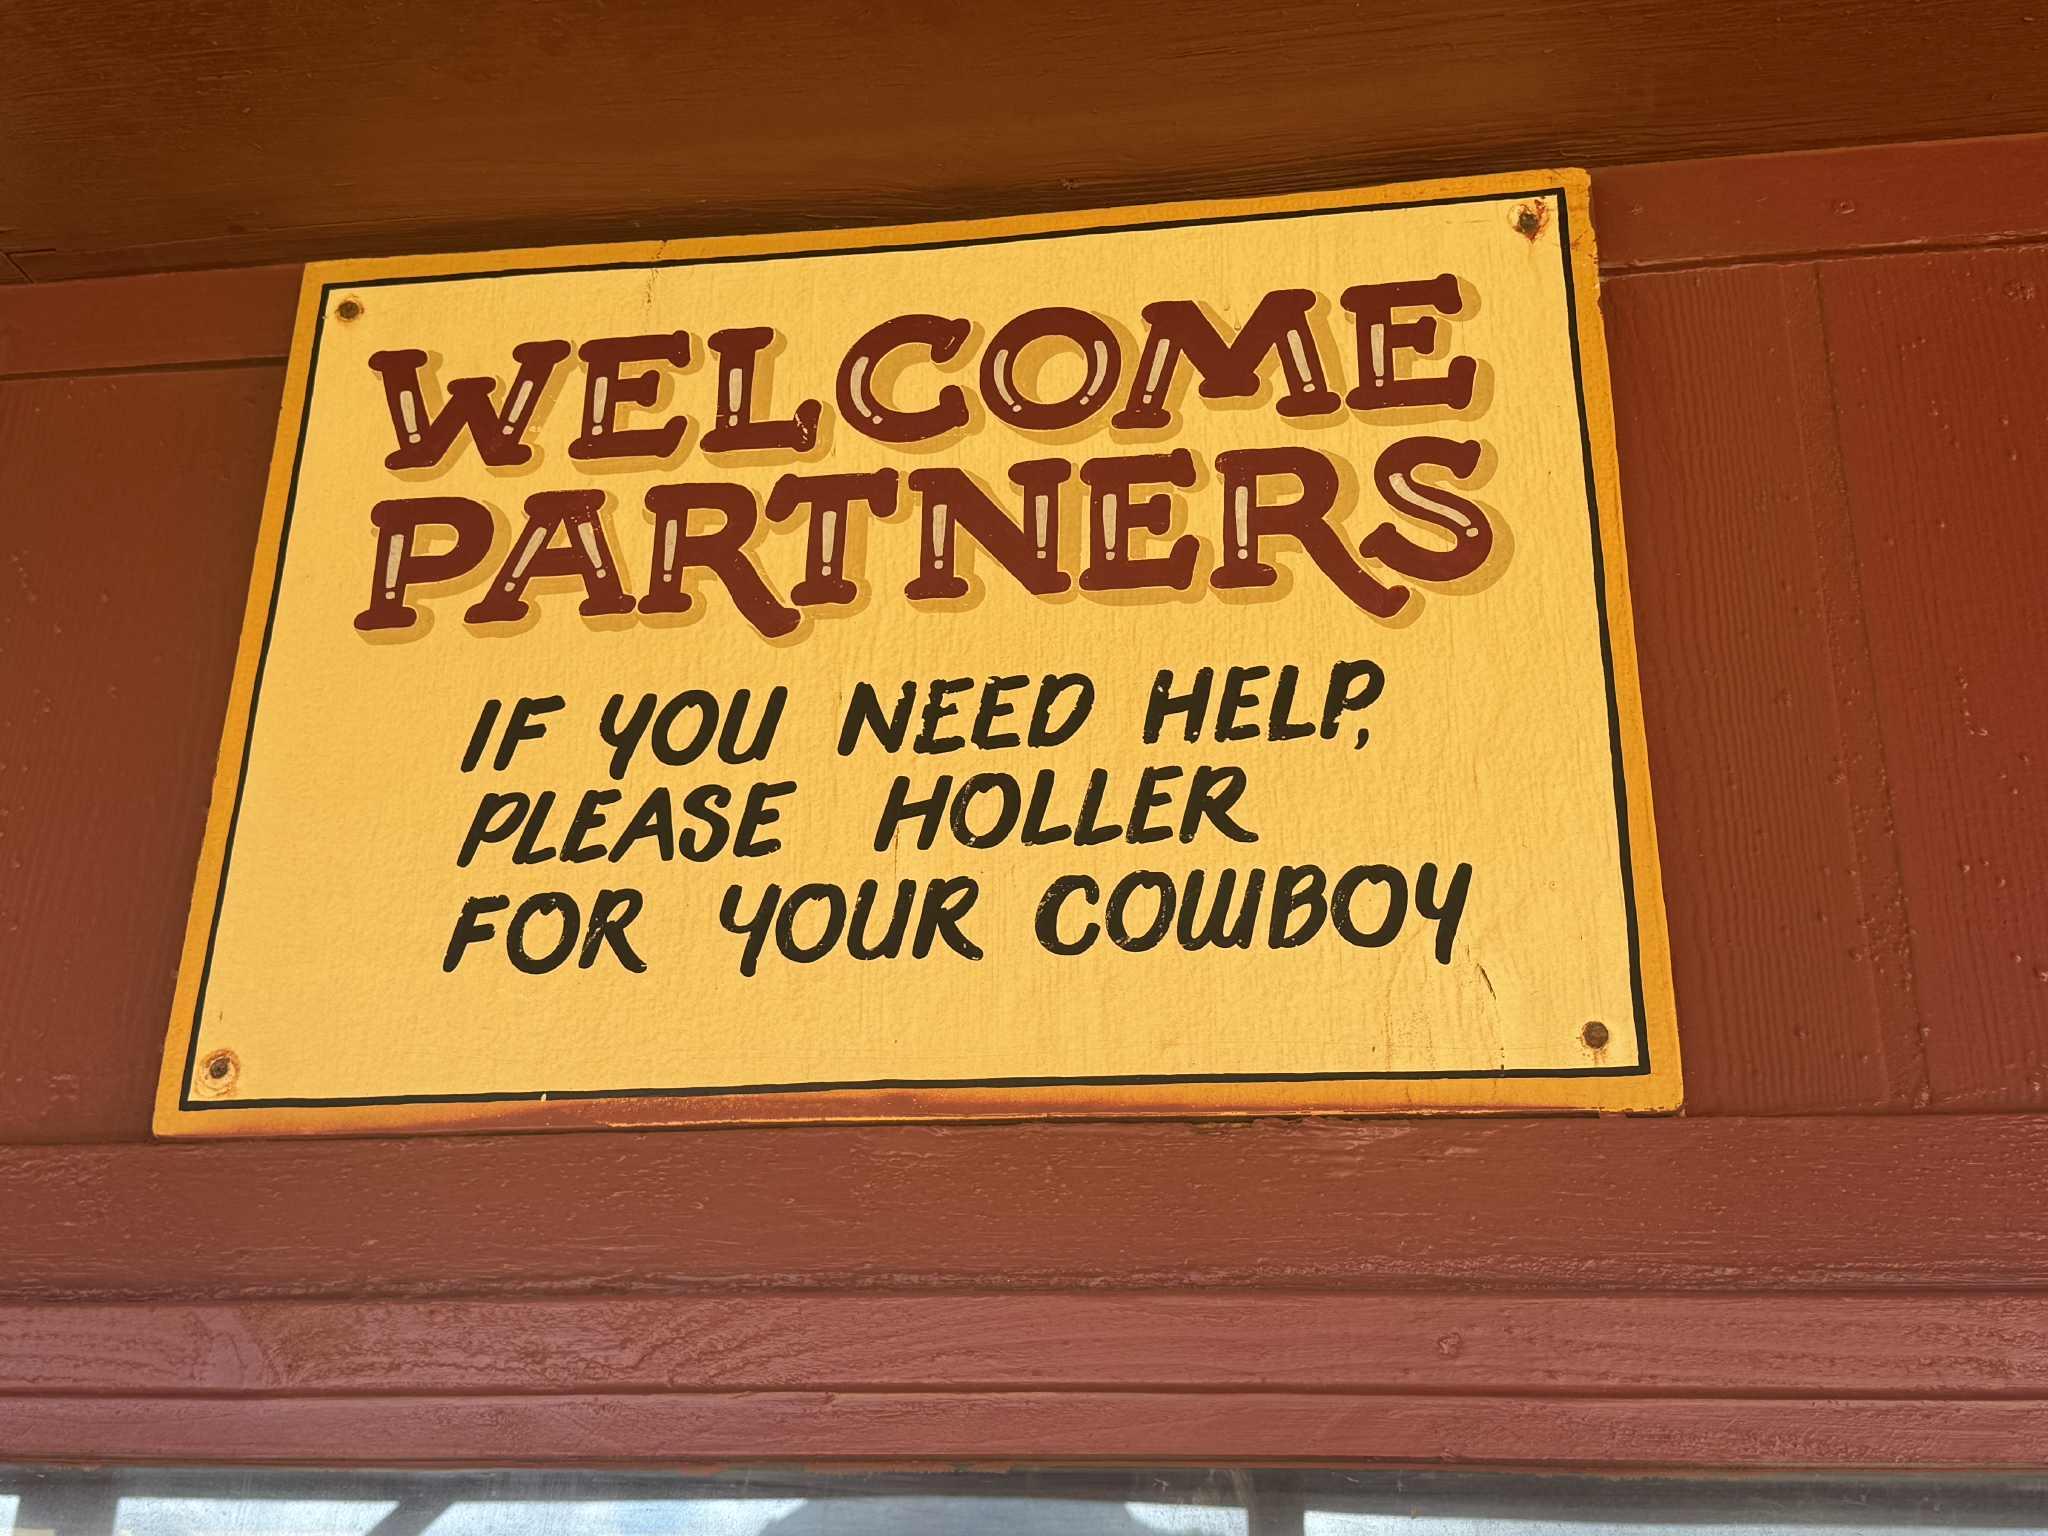 WELCOME
PARTNERS
IF YOU NEED HELP,
PLEASE HOLLER
FOR YOUR COWBOY